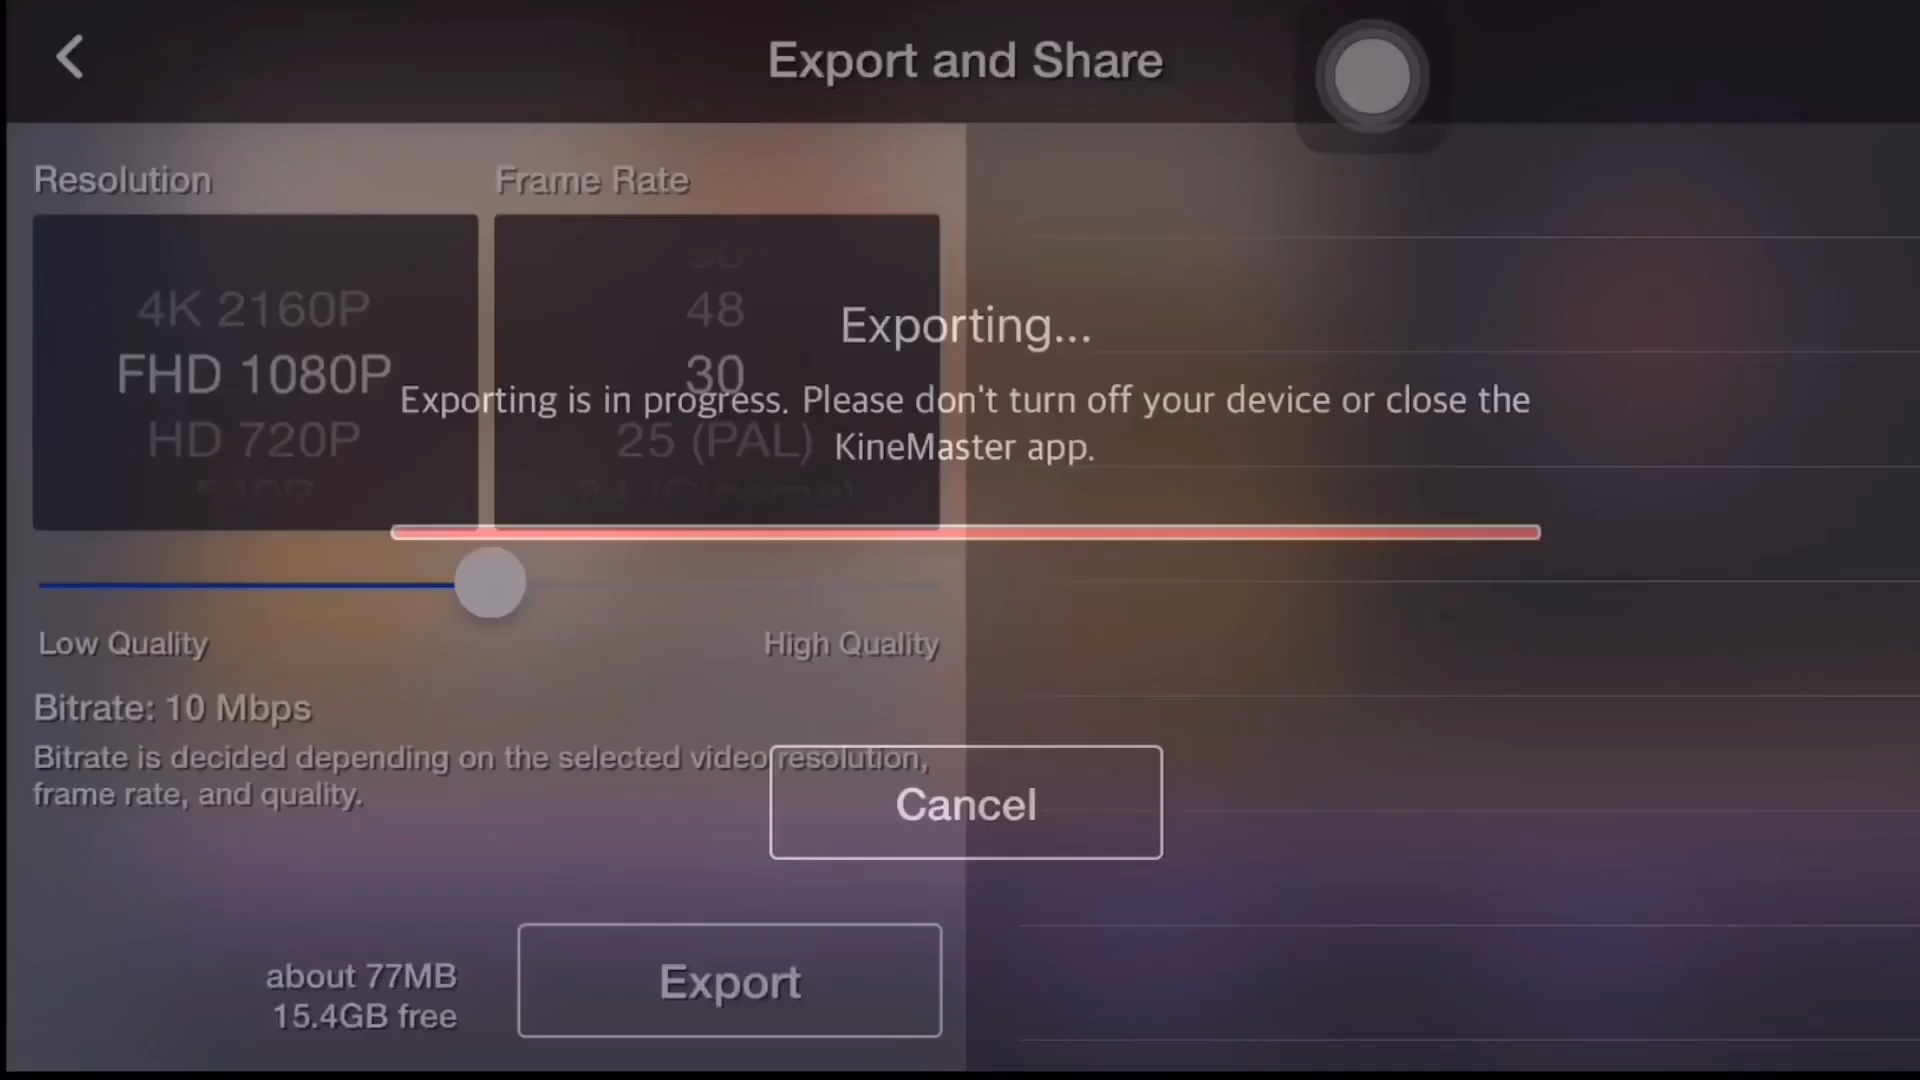 Export and Share
Resolution
Frame Rate
4K 2160P
FHD 1080P
HD 720P
540P
48
30
25 (PAL)
Exporting...
Exporting is in progress. Please don't turn off your device or close the
KineMaster app.
Low Quality
High Quality
Bitrate: 10 Mbps
Bitrate is decided depending on the selected video resolution,
frame rate, and quality.
Cancel
about 77MB
15.4GB free
Export